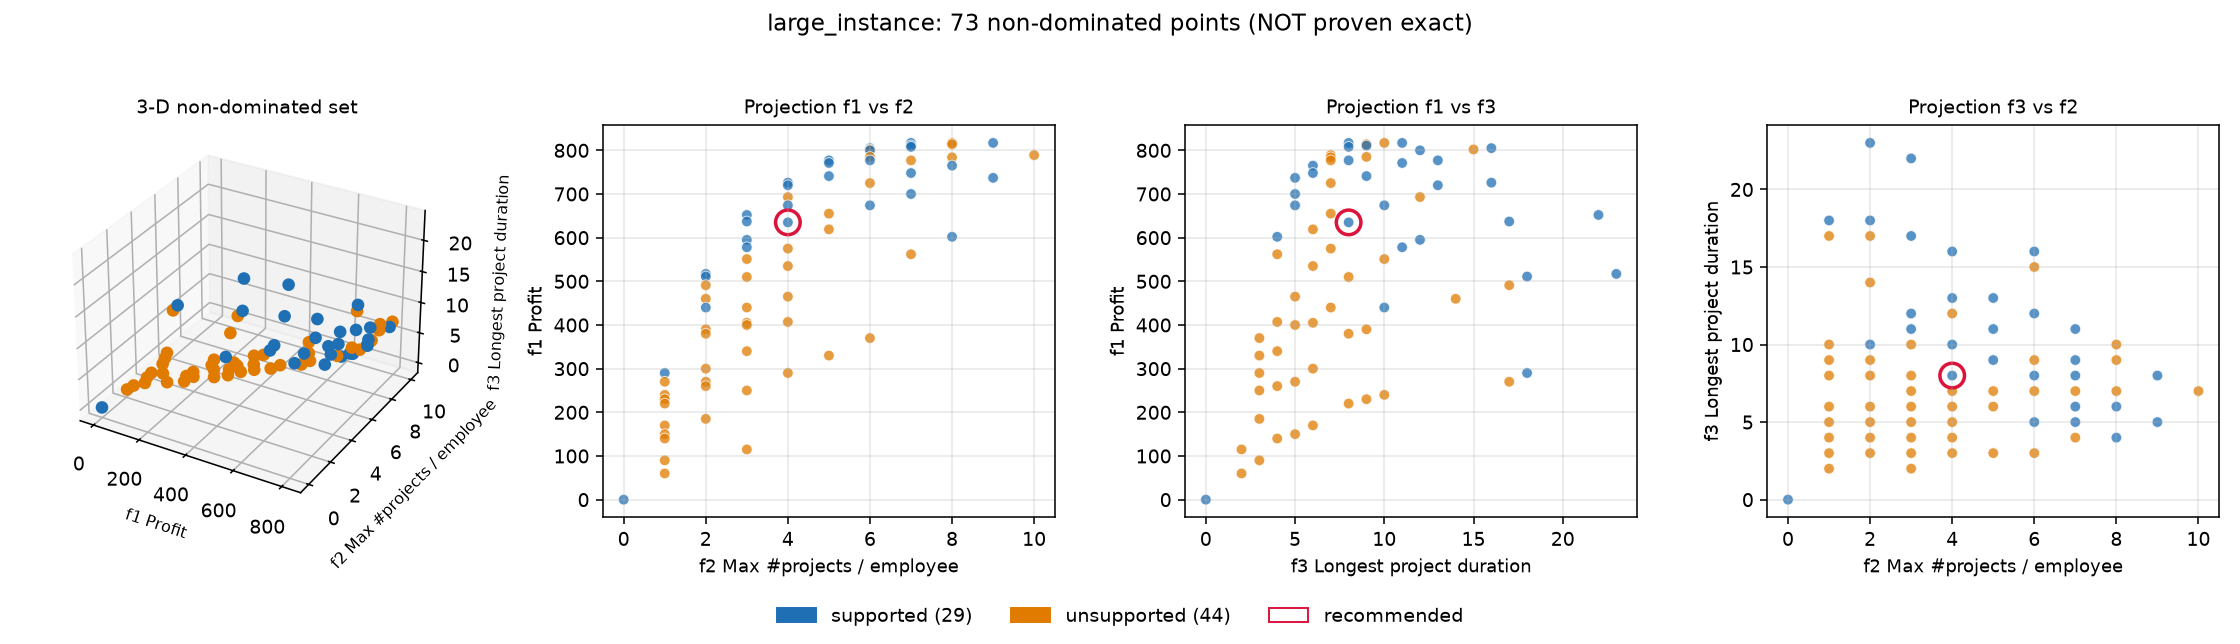 large_instance: 73 non-dominated points (NOT proven exact)
3-D non-dominated set
0
200
400
600
800
f1 Profit
0
2
4
6
8
10
f2 Max #projects / employee
0
5
10
15
20
f3 Longest project duration
Projection f1 vs f2
0
100
200
300
400
500
600
700
800
f1 Profit
0 2 4 6 8 10
f2 Max #projects / employee
Projection f1 vs f3
0
100
200
300
400
500
600
700
800
f1 Profit
0 5 10 15 20
f3 Longest project duration
Projection f3 vs f2
0
5
10
15
20
f3 Longest project duration
0 2 4 6 8 10
f2 Max #projects / employee
supported (29) unsupported (44) recommended